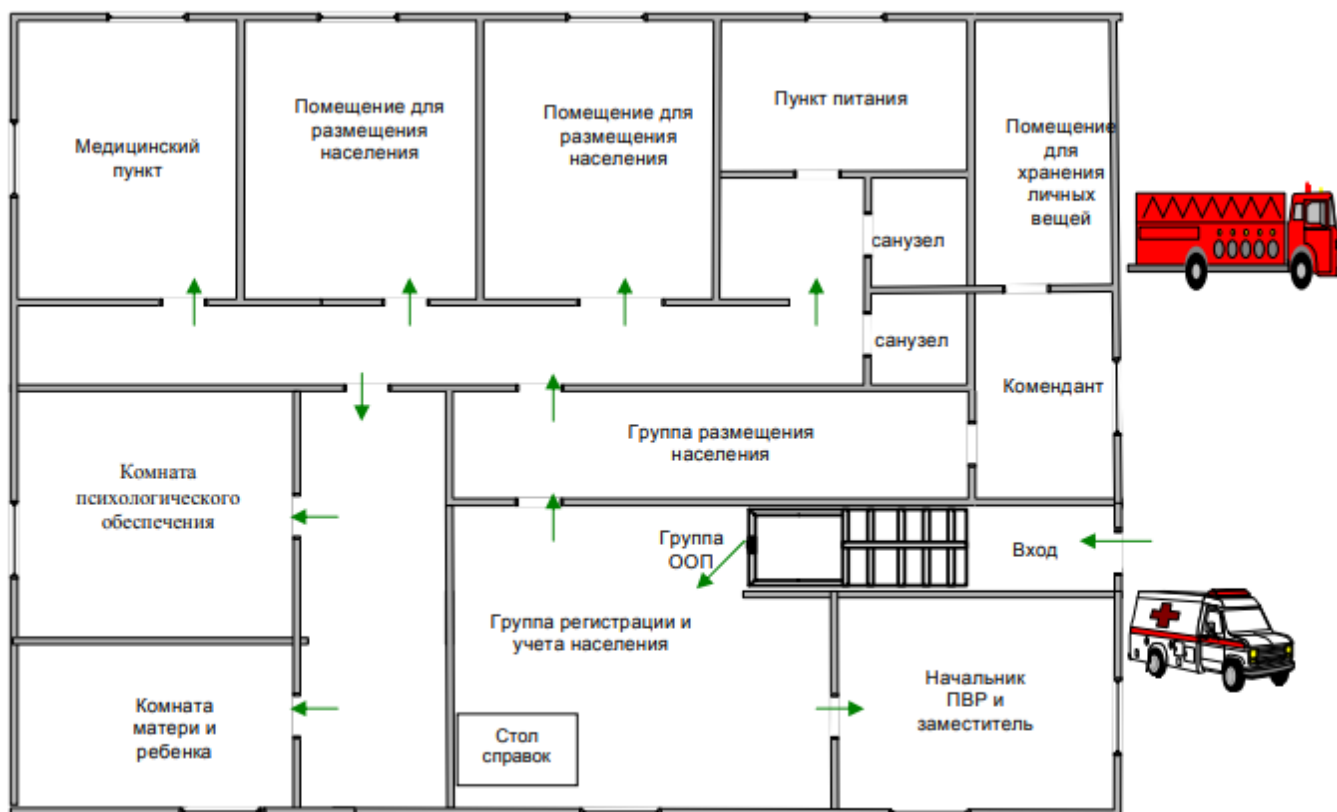 Медицинский
пункт
Помещение для
размещения
населения
Помещение для
размещения
населения
Пункт питания
Помещение
для
хранения
личных
вещей
санузел
санузел
Комендант
Группа размещения
населения
Комната
психологического
обеспечения
Группа
ООП
Вход
Группа регистрации и
учета населения
Комната
матери и
ребенка
Стол
справок
Начальник
ПВР и
заместитель